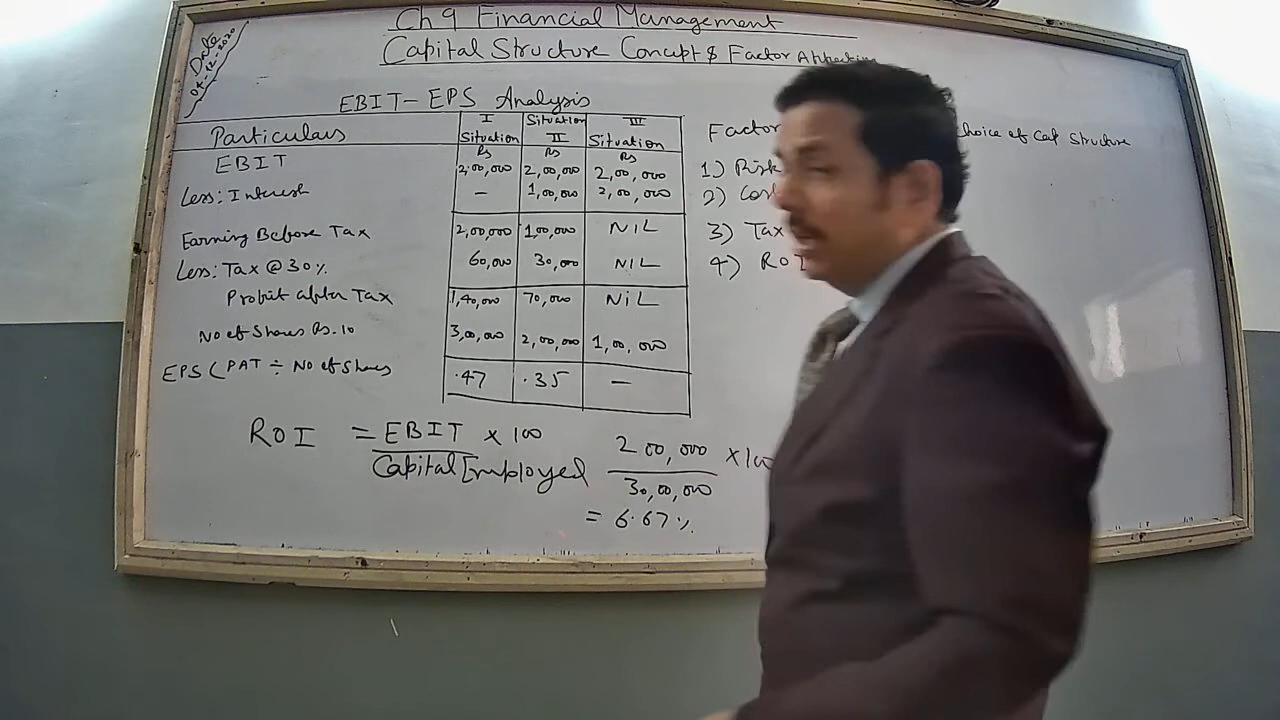 Date
04-12-2020
Ch 9 Financial Management
Capital Structure Concept & Factor
EBIT-EPS Analysis
Particulars I Situation Situation II III Situation
Rs Rs Rs
EBIT 2,00,000 2,00,000 2,00,000
Less: Interest — 1,00,000 2,00,000
Earning Before Tax 2,00,000 1,00,000 NIL
Less: Tax @ 30% 60,000 30,000 NIL
Profit after Tax 1,40,000 70,000 NIL
No of Shares Rs. 10 3,00,000 2,00,000 1,00,000
EPS ( PAT ÷ No of Shares .47 .35 —
ROI = EBIT × 100
Capital Employed
200,000 × 100
30,00,000
= 6.67%
Factor Choice of Cap Structure
1) Risk
2)
3) Tax
4) ROI